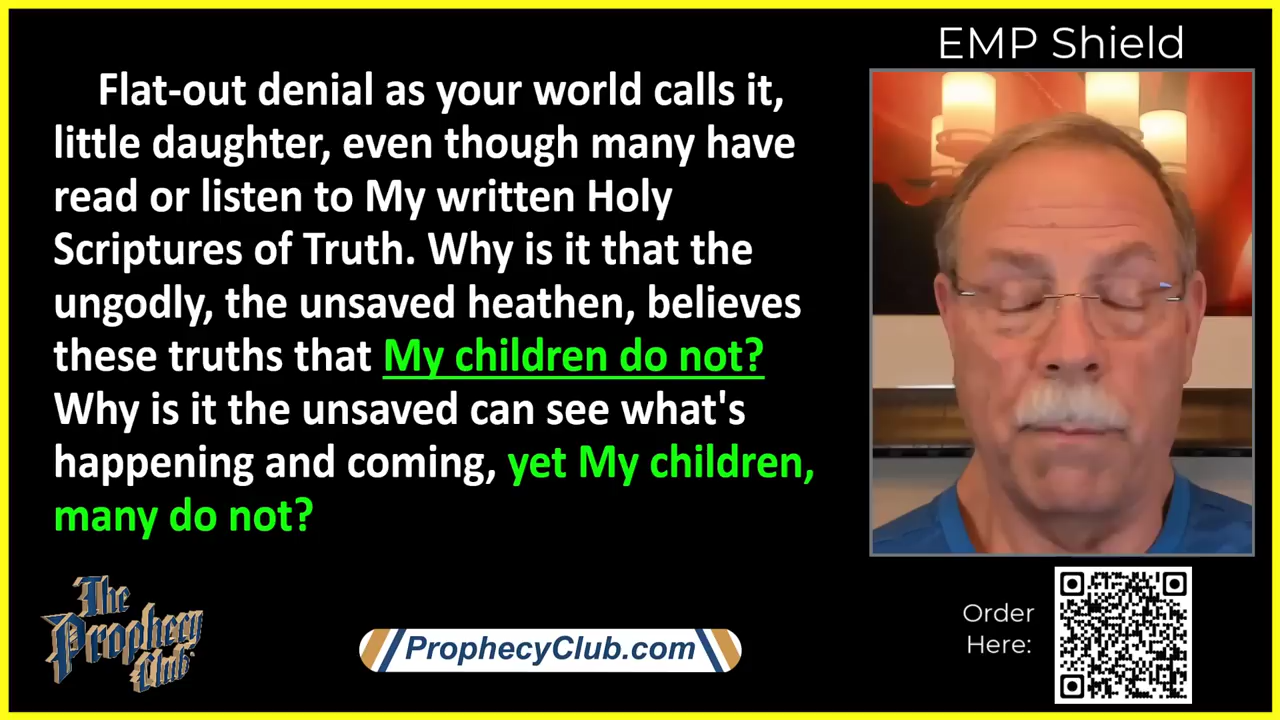 Flat-out denial as your world calls it,
little daughter, even though many have
read or listen to My written Holy
Scriptures of Truth. Why is it that the
ungodly, the unsaved heathen, believes
these truths that My children do not?
Why is it the unsaved can see what's
happening and coming, yet My children,
many do not?
EMP Shield
The
Prophecy
Club
ProphecyClub.com
Order
Here: